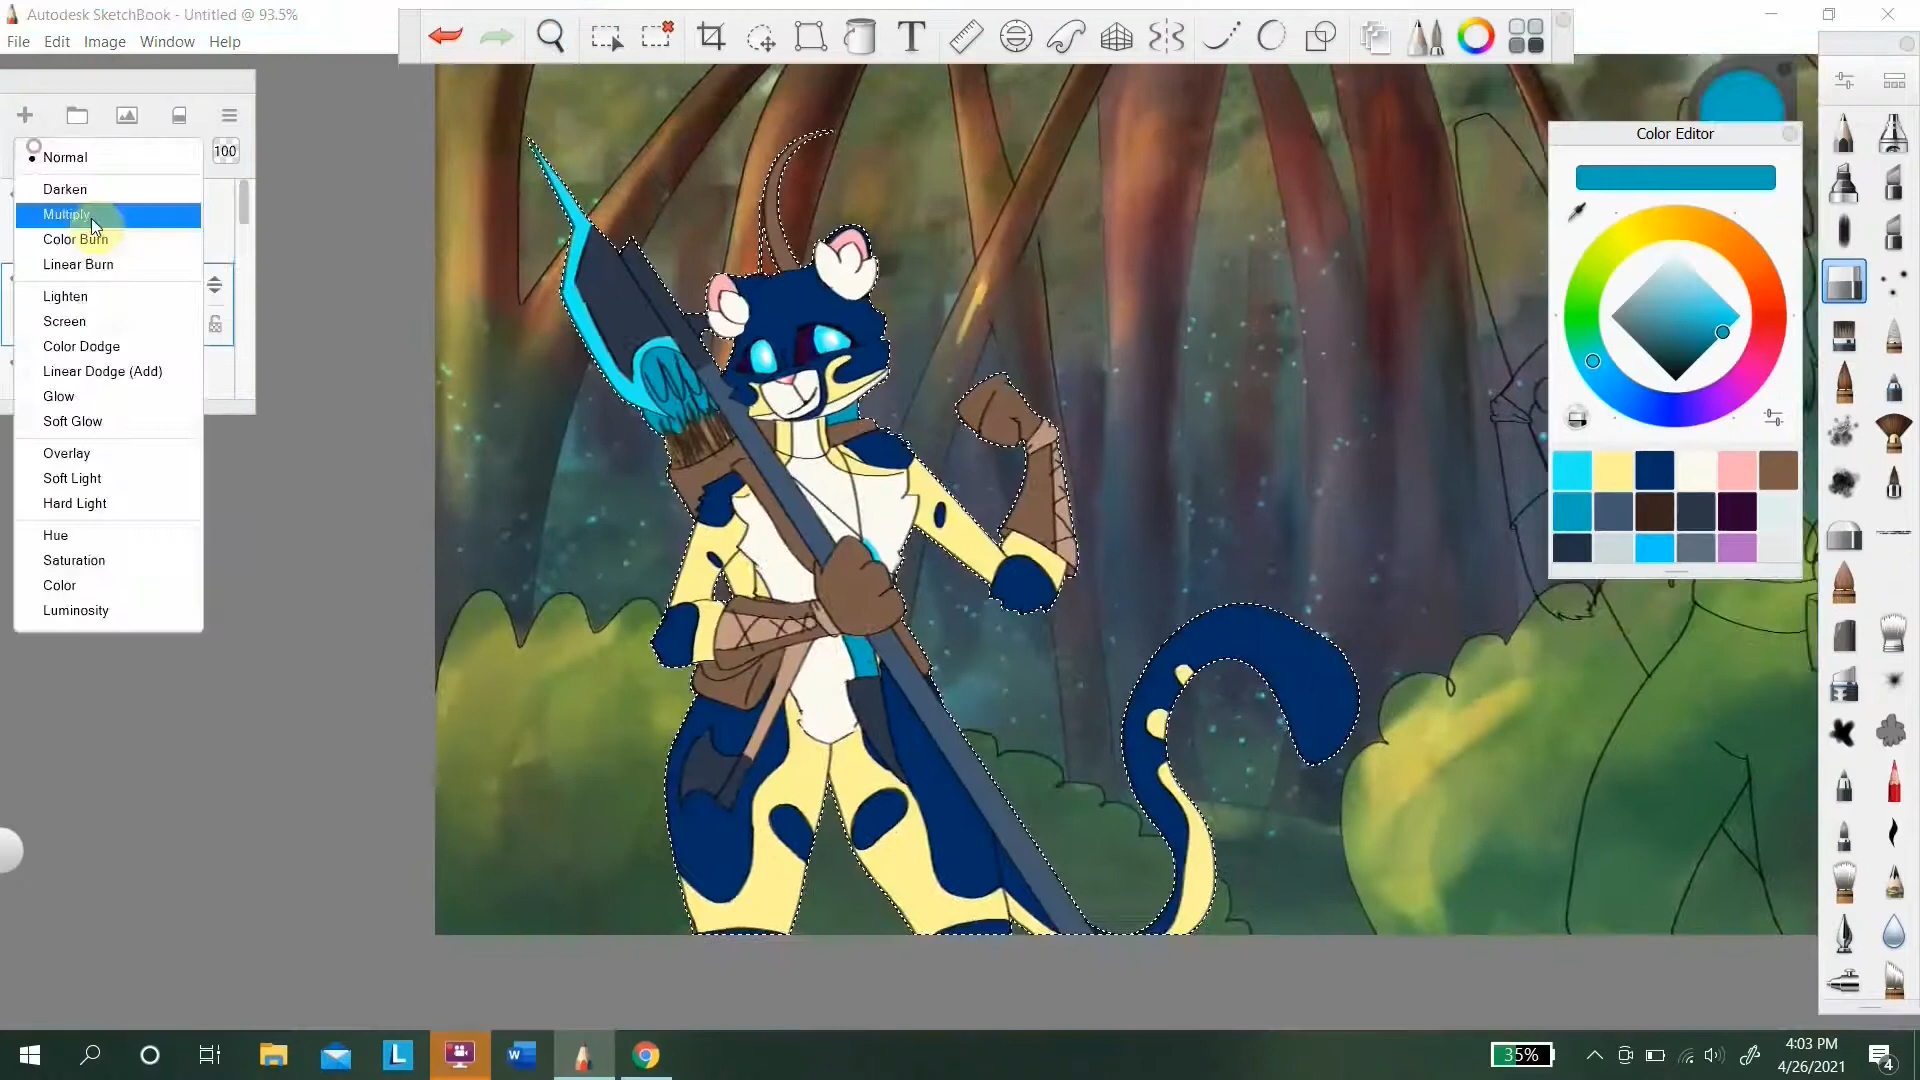 Autodesk SketchBook - Untitled @ 93.5%
File Edit Image Window Help
T
Normal
100
Darken
Multiply
Color Burn
Linear Burn
Lighten
Screen
Color Dodge
Linear Dodge (Add)
Glow
Soft Glow
Overlay
Soft Light
Hard Light
Hue
Saturation
Color
Luminosity
Color Editor
L
W
35%
4:03 PM
4/26/2021
4